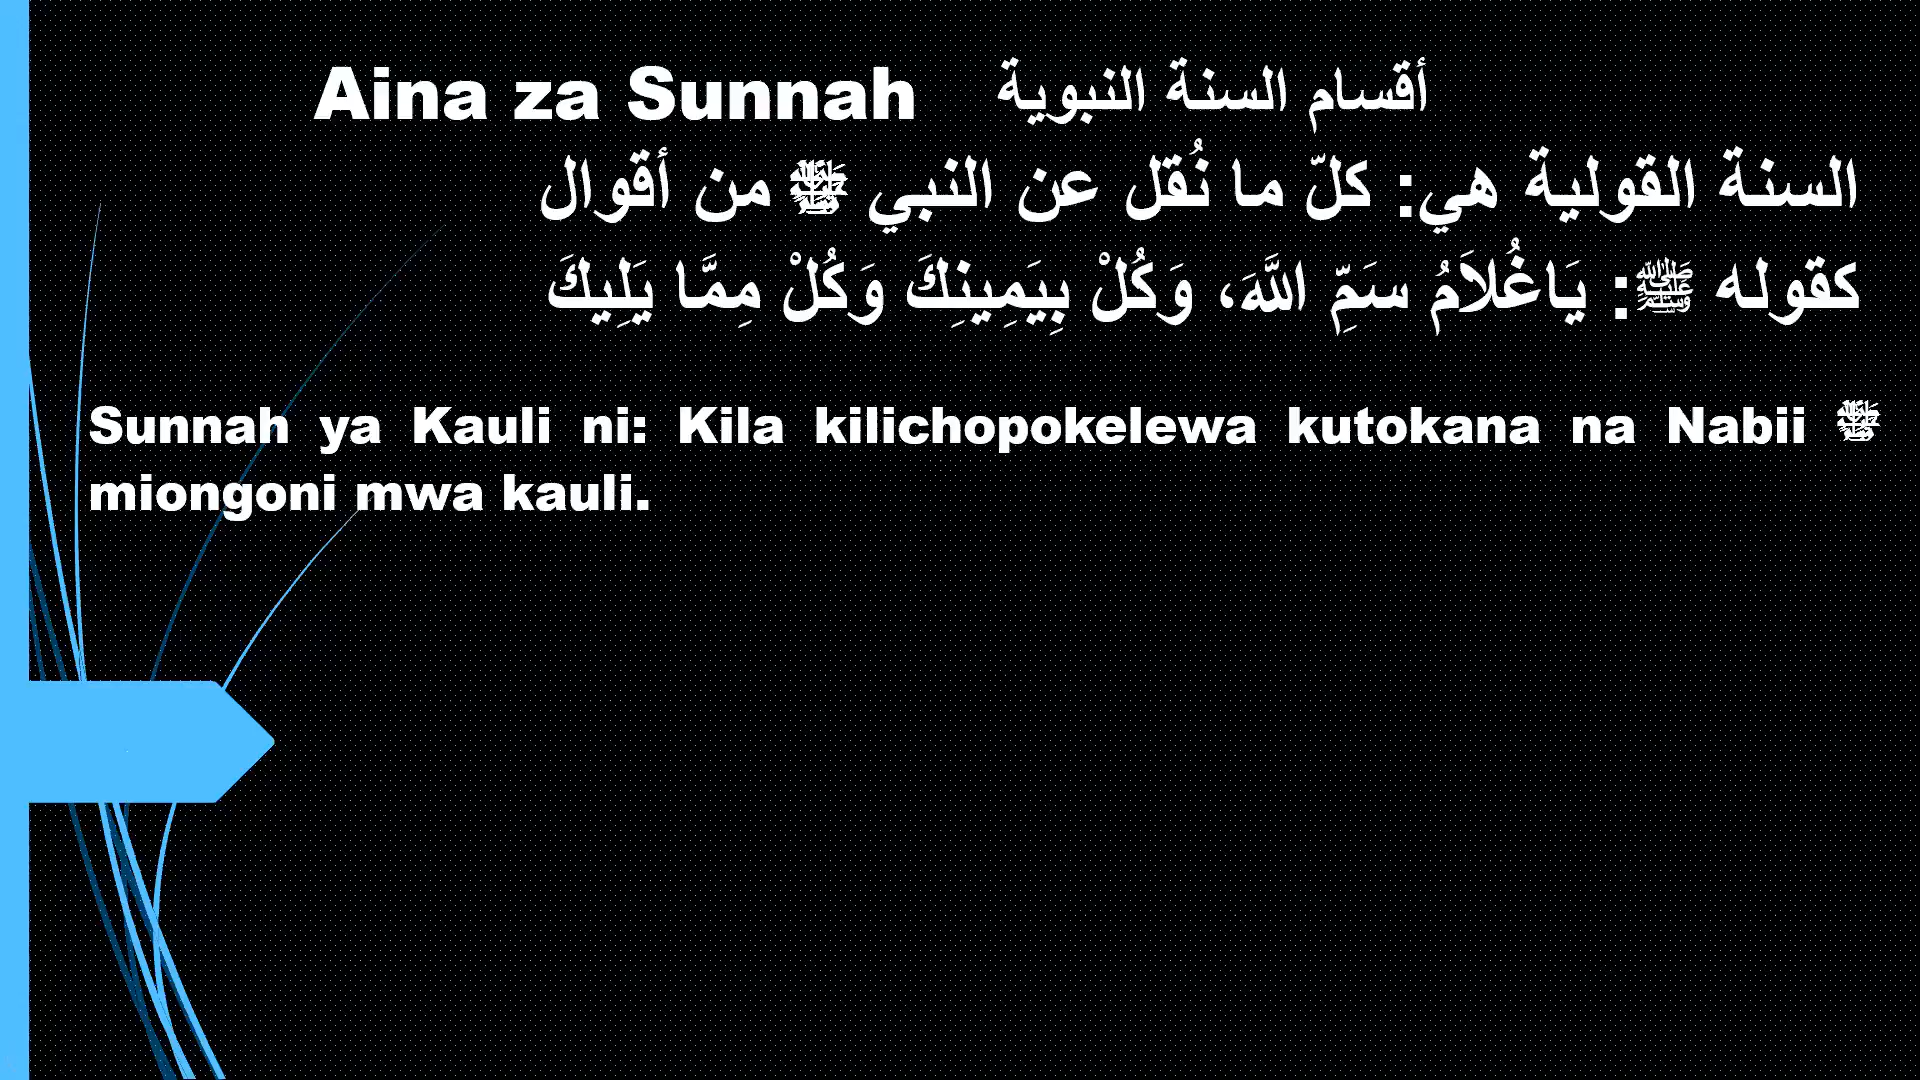 Aina za Sunnah أقسام السنة النبوية
السنة القولية هي: كلّ ما نُقل عن النبي ﷺ من أقوال
كقوله ﷺ: يَاغُلاَمُ سَمِّ اللَّهَ، وَكُلْ بِيَمِينِكَ وَكُلْ مِمَّا يَلِيكَ
Sunnah ya Kauli ni: Kila kilichopokelewa kutokana na Nabii ﷺ
miongoni mwa kauli.